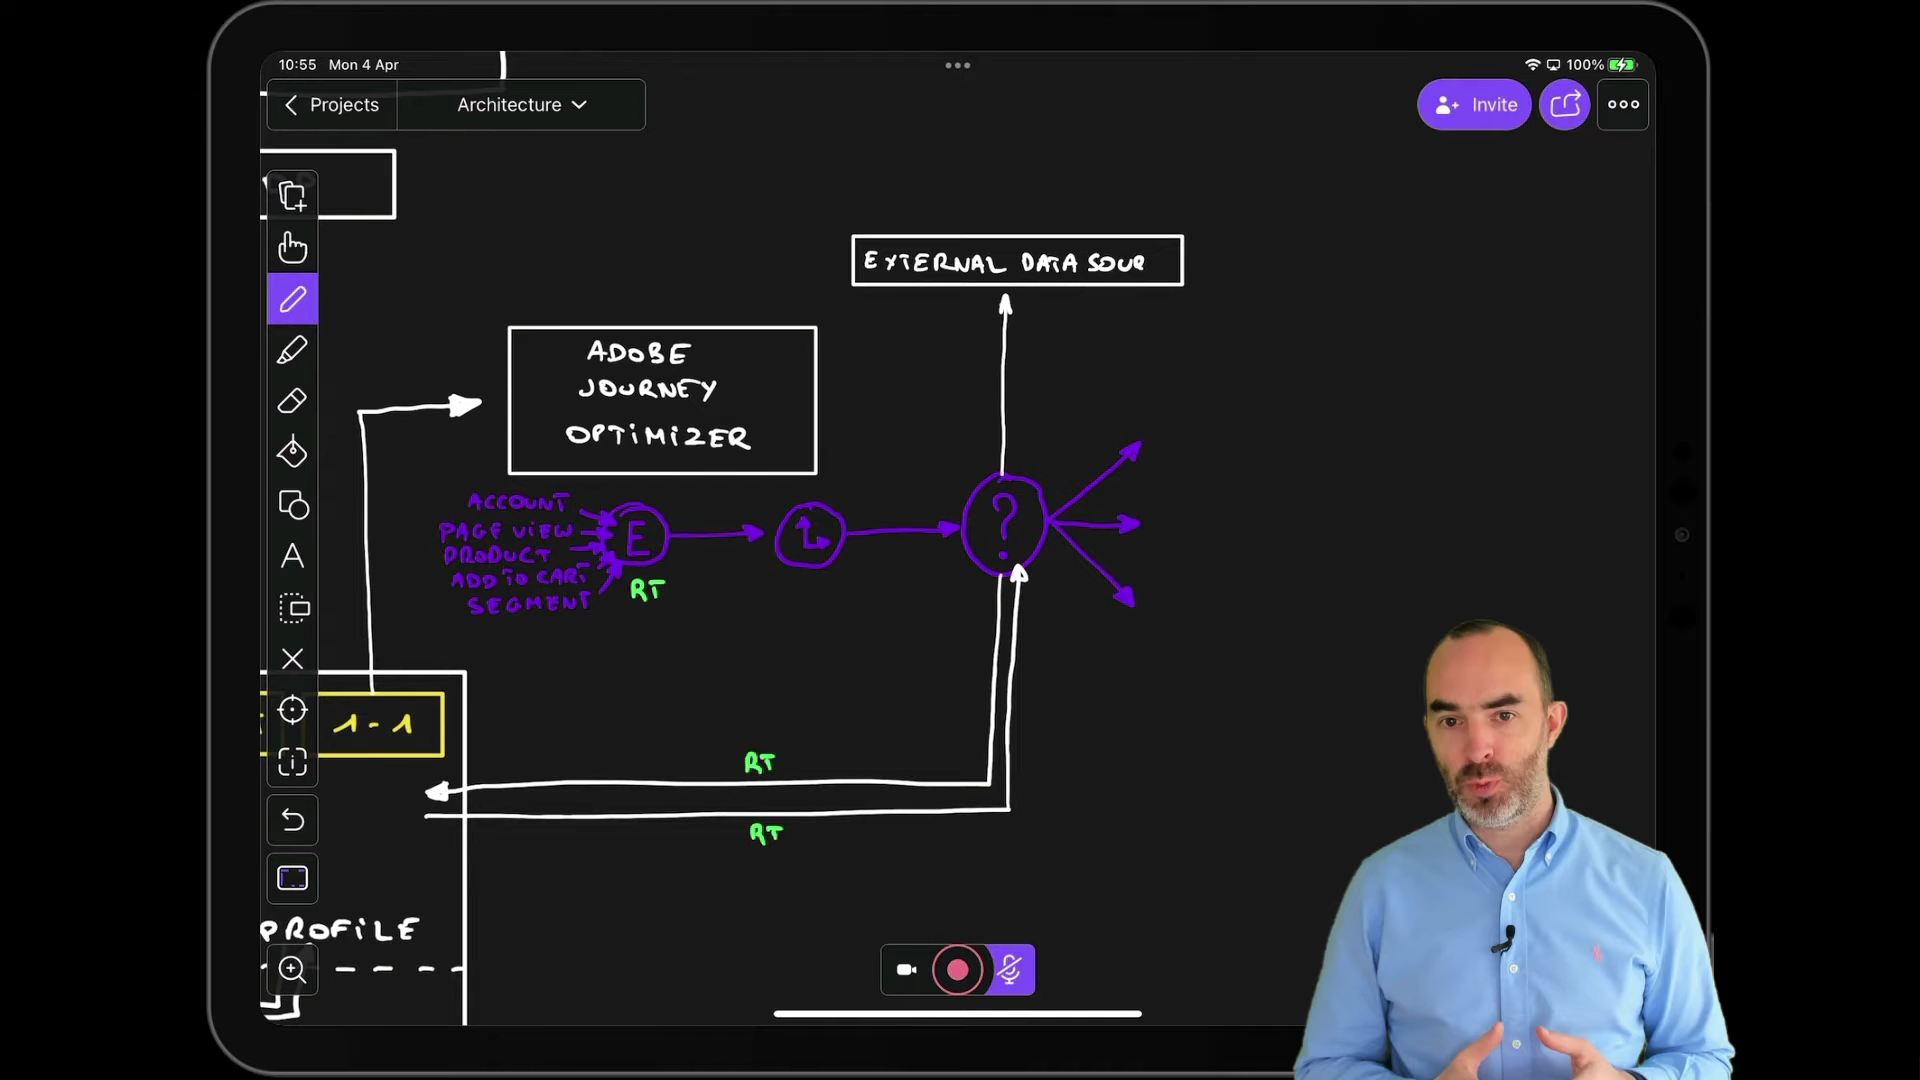 10:55 Mon 4 Apr
100%
Projects
Architecture
Invite
EXTERNAL DATA SOUR
ADOBE
JOURNEY
OPTIMIZER
ACCOUNT
PAGE VIEW
PRODUCT
ADD TO CART
SEGMENT
E
RT
?
1-1
RT
RT
PROFILE